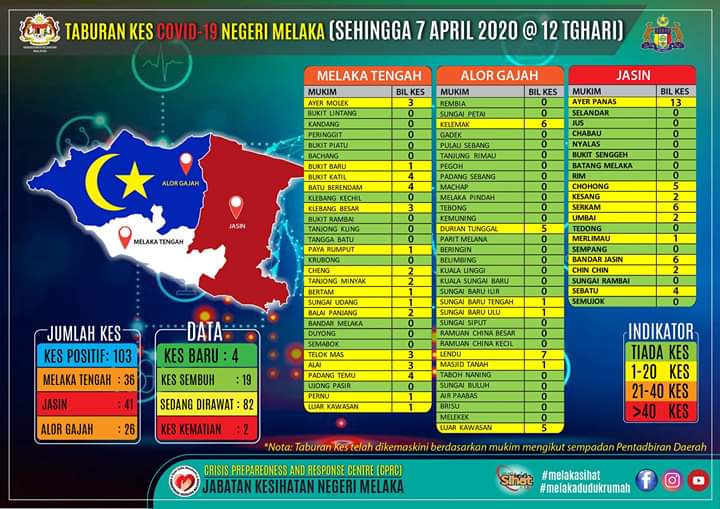 TABURAN KES COVID-19 NEGERI MELAKA (SEHINGGA 7 APRIL 2020 @ 12 TGHARI)
ALOR GAJAH
JASIN
MELAKA TENGAH
MELAKA TENGAH
MUKIM BIL KES
AYER MOLEK 3
BUKIT LINTANG 0
KANDANG 0
PERINGGIT 0
BUKIT PIATU 0
BACHANG 0
BUKIT BARU 1
BUKIT KATIL 4
BATU BERENDAM 4
KLEBANG KECHIL 0
KLEBANG BESAR 3
BUKIT RAMBAI 0
TANJONG KLING 0
TANGGA BATU 0
PAYA RUMPUT 1
KRUBONG 0
CHENG 2
TANJONG MINYAK 2
BERTAM 1
SUNGAI UDANG 1
BALAI PANJANG 2
BANDAR MELAKA 0
DUYONG 0
SEMABOK 0
TELOK MAS 3
ALAI 3
PADANG TEMU 4
UJONG PASIR 0
PERNU 1
LUAR KAWASAN 1
ALOR GAJAH
MUKIM BIL KES
REMBIA 0
SUNGAI PETAI 0
KELEMAK 6
GADEK 0
PULAU SEBANG 0
TANJUNG RIMAU 0
PEGOH 0
PADANG SEBANG 0
MACHAP 0
MELAKA PINDAH 0
TEBONG 0
KEMUNING 0
DURIAN TUNGGAL 5
PARIT MELANA 0
BERINGIN 0
BELIMBING 0
KUALA LINGGI 0
KUALA SUNGAI BARU 0
SUNGAI BARU ILIR 0
SUNGAI BARU TENGAH 1
SUNGAI BARU ULU 1
SUNGAI SIPUT 0
RAMUAN CHINA BESAR 0
RAMUAN CHINA KECIL 0
LENDU 7
MASJID TANAH 1
TABOH NANING 0
SUNGAI BULUH 0
AIR PAABAS 0
BRISU 0
MELEKEK 0
LUAR KAWASAN 5
JASIN
MUKIM BIL KES
AYER PANAS 13
SELANDAR 0
JUS 0
CHABAU 0
NYALAS 0
BUKIT SENGGEH 0
BATANG MELAKA 0
RIM 0
CHOHONG 5
KESANG 2
SERKAM 6
UMBAI 2
TEDONG 0
MERLIMAU 1
SEMPANG 0
BANDAR JASIN 6
CHIN CHIN 2
SUNGAI RAMBAI 0
SEBATU 4
SEMUJOK 0
JUMLAH KES
KES POSITIF: 103
MELAKA TENGAH : 36
JASIN : 41
ALOR GAJAH : 26
DATA
KES BARU : 4
KES SEMBUH : 19
SEDANG DIRAWAT : 82
KES KEMATIAN : 2
INDIKATOR
TIADA KES
1-20 KES
21-40 KES
>40 KES
*Nota: Taburan Kes telah dikemaskini berdasarkan mukim mengikut sempadan Pentadbiran Daerah
CRISIS PREPAREDNESS AND RESPONSE CENTRE (CPRC)
JABATAN KESIHATAN NEGERI MELAKA
Sihat
#melakasihat
#melakadudukrumah